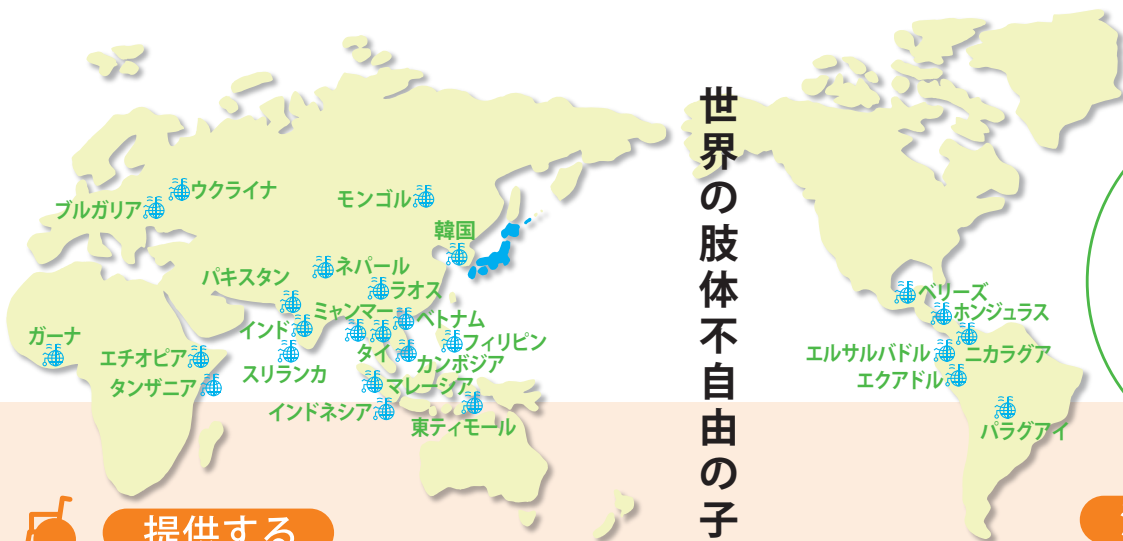 ウクライナ
ブルガリア
モンゴル
韓国
パキスタン
ネパール
ラオス
ミャンマー
ベトナム
インド
フィリピン
ガーナ
エチオピア
タイ
カンボジア
スリランカ
タンザニア
マレーシア
インドネシア
東ティモール
世界の肢体不自由の子
ベリーズ
ホンジュラス
エルサルバドル
ニカラグア
エクアドル
パラグアイ
提供する